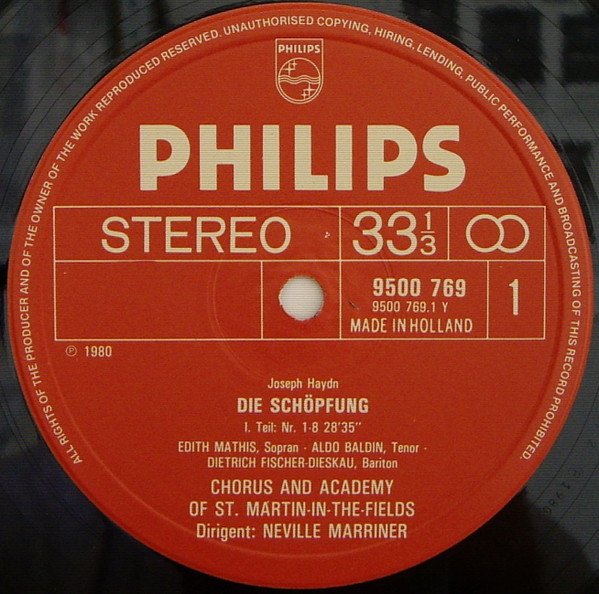 ALL RIGHTS OF THE PRODUCER AND OF THE OWNER OF THE WORK REPRODUCED RESERVED. UNAUTHORISED COPYING, HIRING, LENDING, PUBLIC PERFORMANCE AND BROADCASTING OF THIS RECORD PROHIBITED.
PHILIPS
PHILIPS
STEREO 33 1/3
9500 769 1
9500 769.1 Y
MADE IN HOLLAND
℗ 1980
Joseph Haydn
DIE SCHÖPFUNG
I. Teil: Nr. 1-8 28'35"
EDITH MATHIS, Sopran · ALDO BALDIN, Tenor ·
DIETRICH FISCHER-DIESKAU, Bariton
CHORUS AND ACADEMY
OF ST. MARTIN-IN-THE-FIELDS
Dirigent: NEVILLE MARRINER